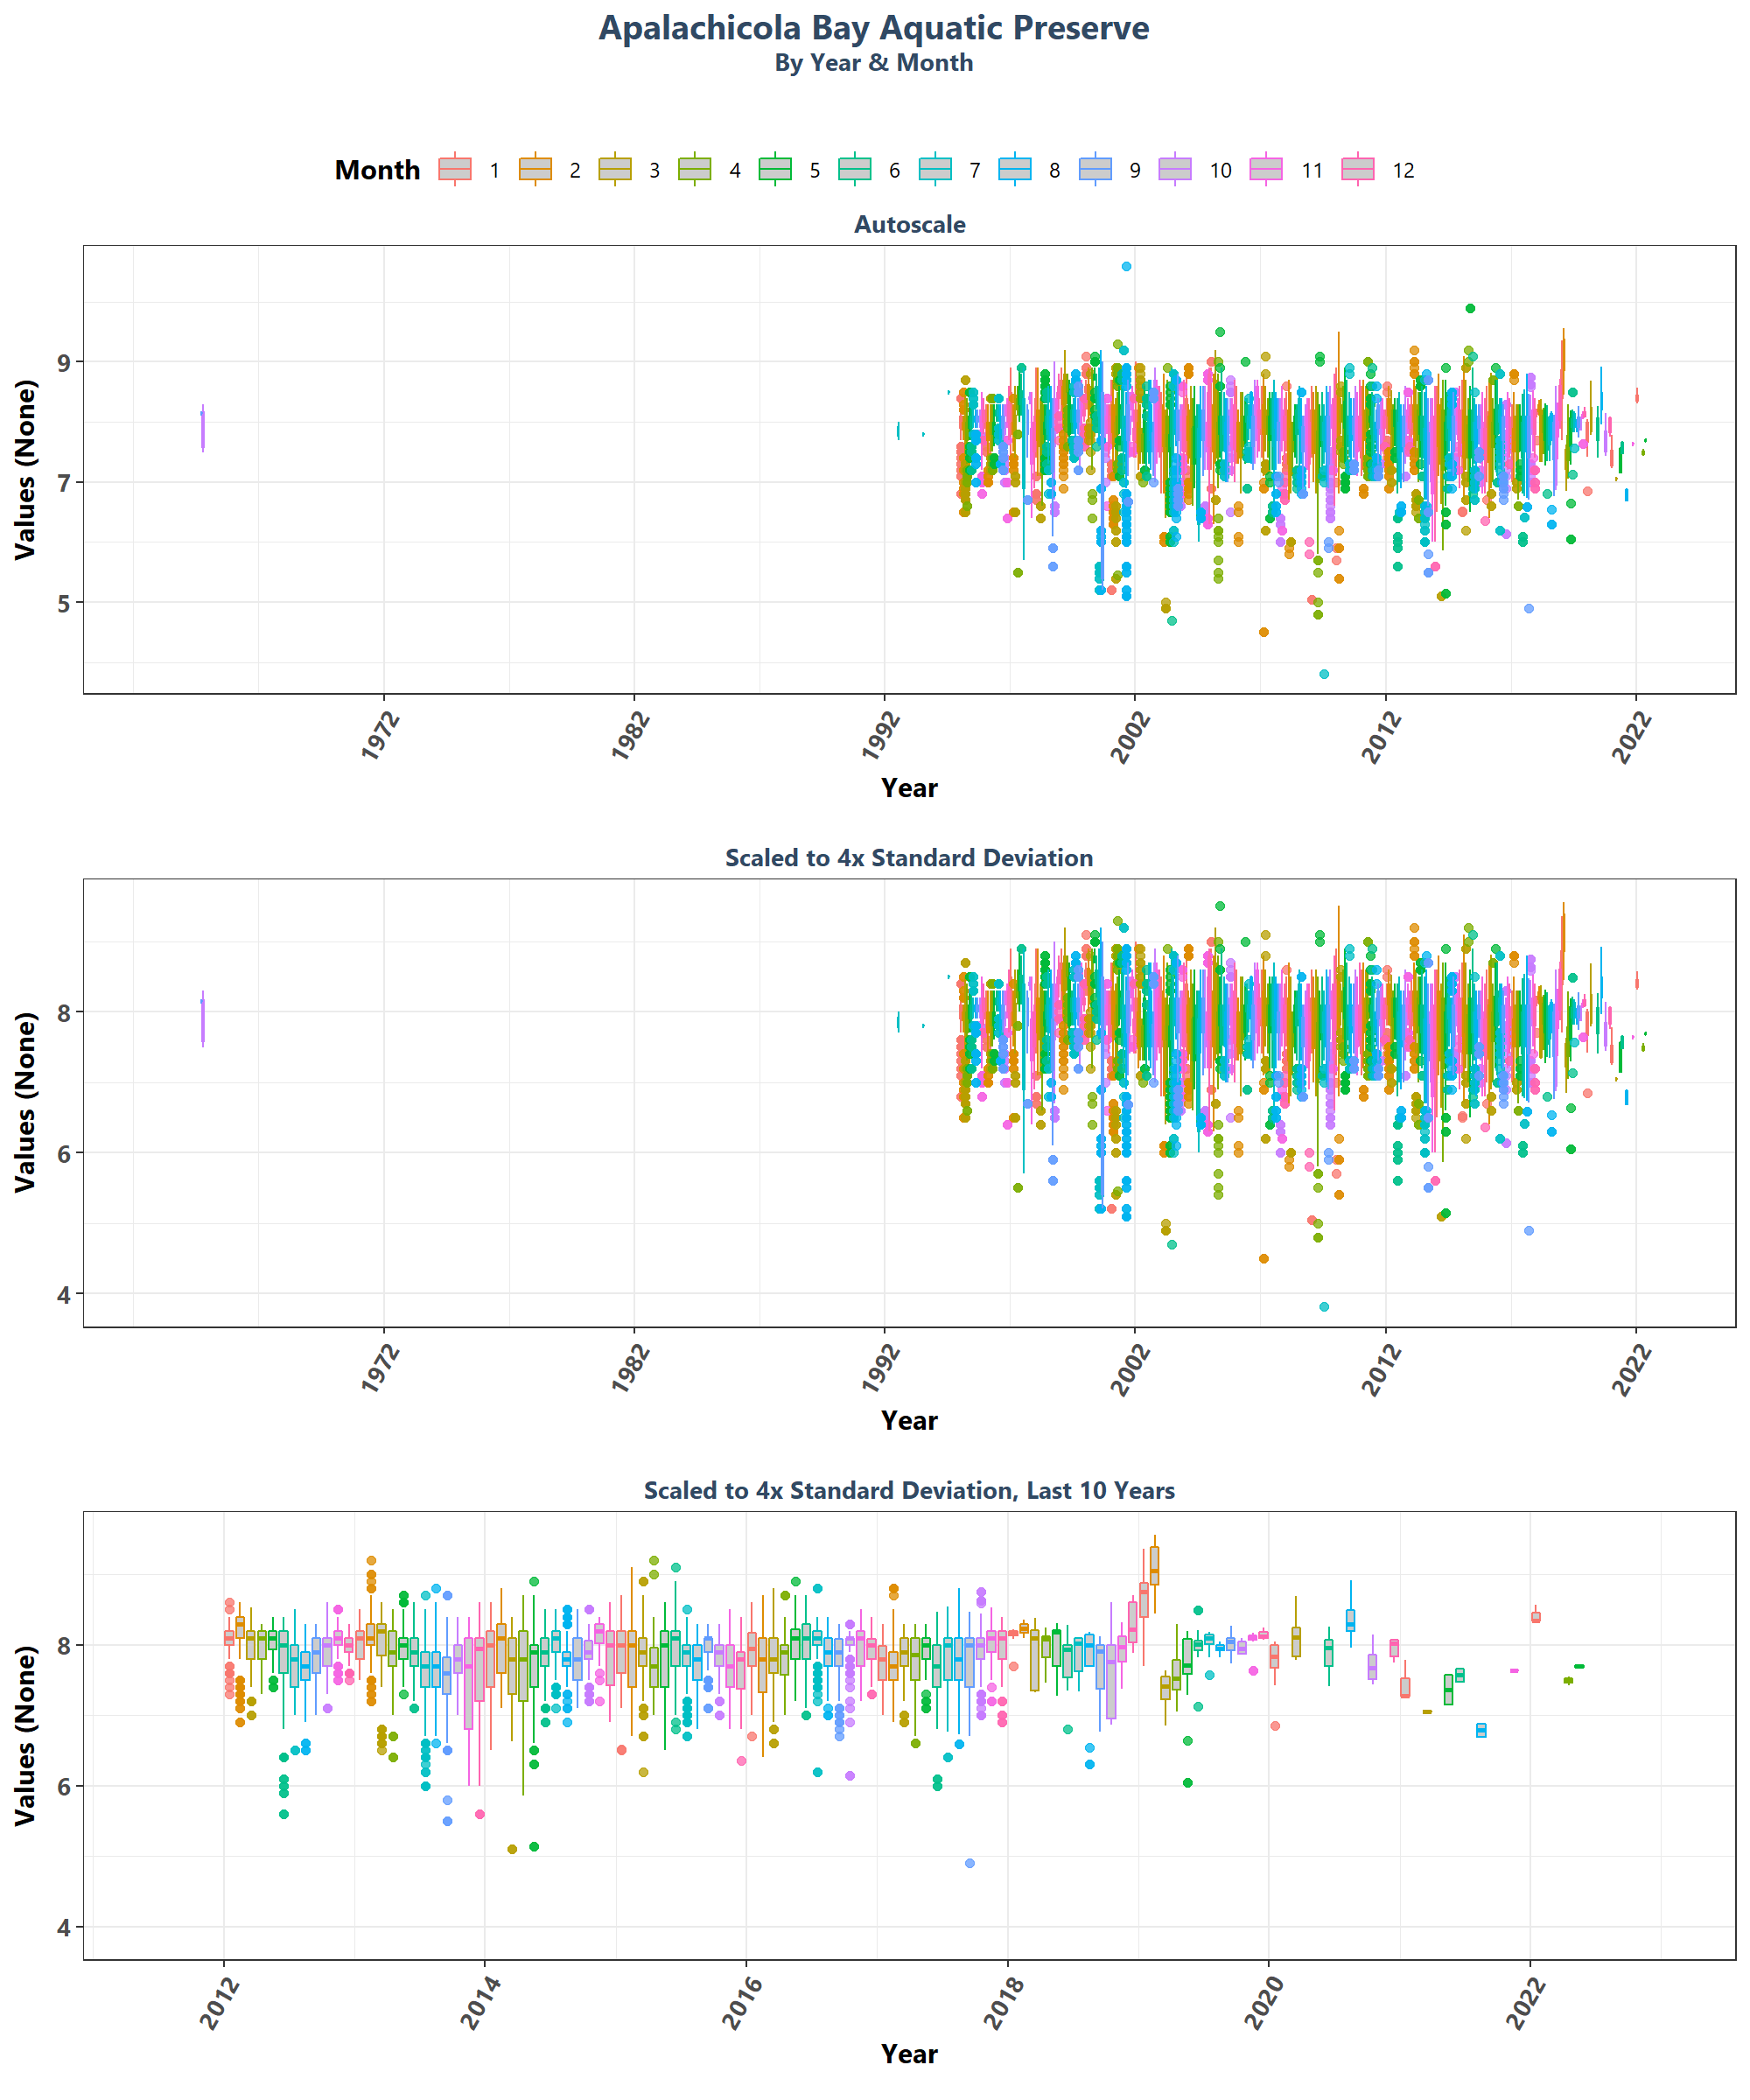 Apalachicola Bay Aquatic Preserve
By Year & Month
Month 1 2 3 4 5 6 7 8 9 10 11 12
Autoscale
Values (None)
9
7
5
1972 1982 1992 2002 2012 2022
Year
Scaled to 4x Standard Deviation
Values (None)
8
6
4
1972 1982 1992 2002 2012 2022
Year
Scaled to 4x Standard Deviation, Last 10 Years
Values (None)
8
6
4
2012 2014 2016 2018 2020 2022
Year